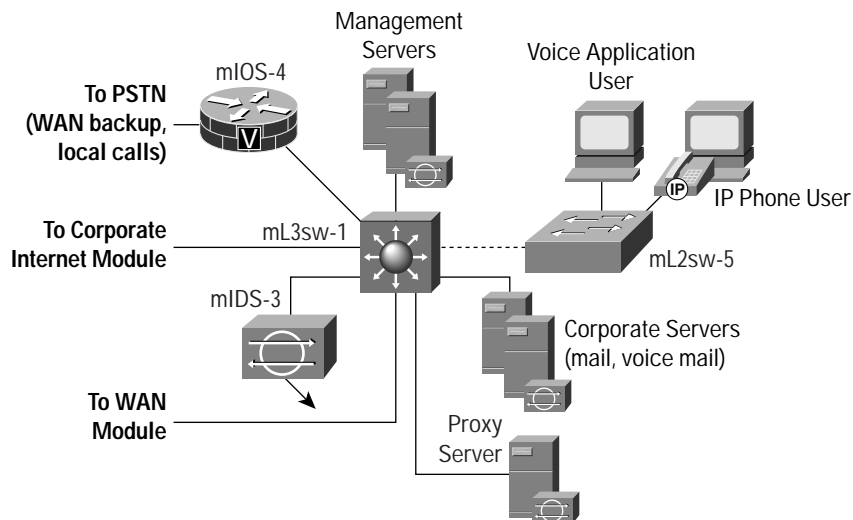 Management
Servers
Voice Application
User
mIOS-4
To PSTN
(WAN backup,
local calls)
V
IP
IP Phone User
To Corporate
Internet Module
mL3sw-1
mL2sw-5
mIDS-3
Corporate Servers
(mail, voice mail)
To WAN
Module
Proxy
Server